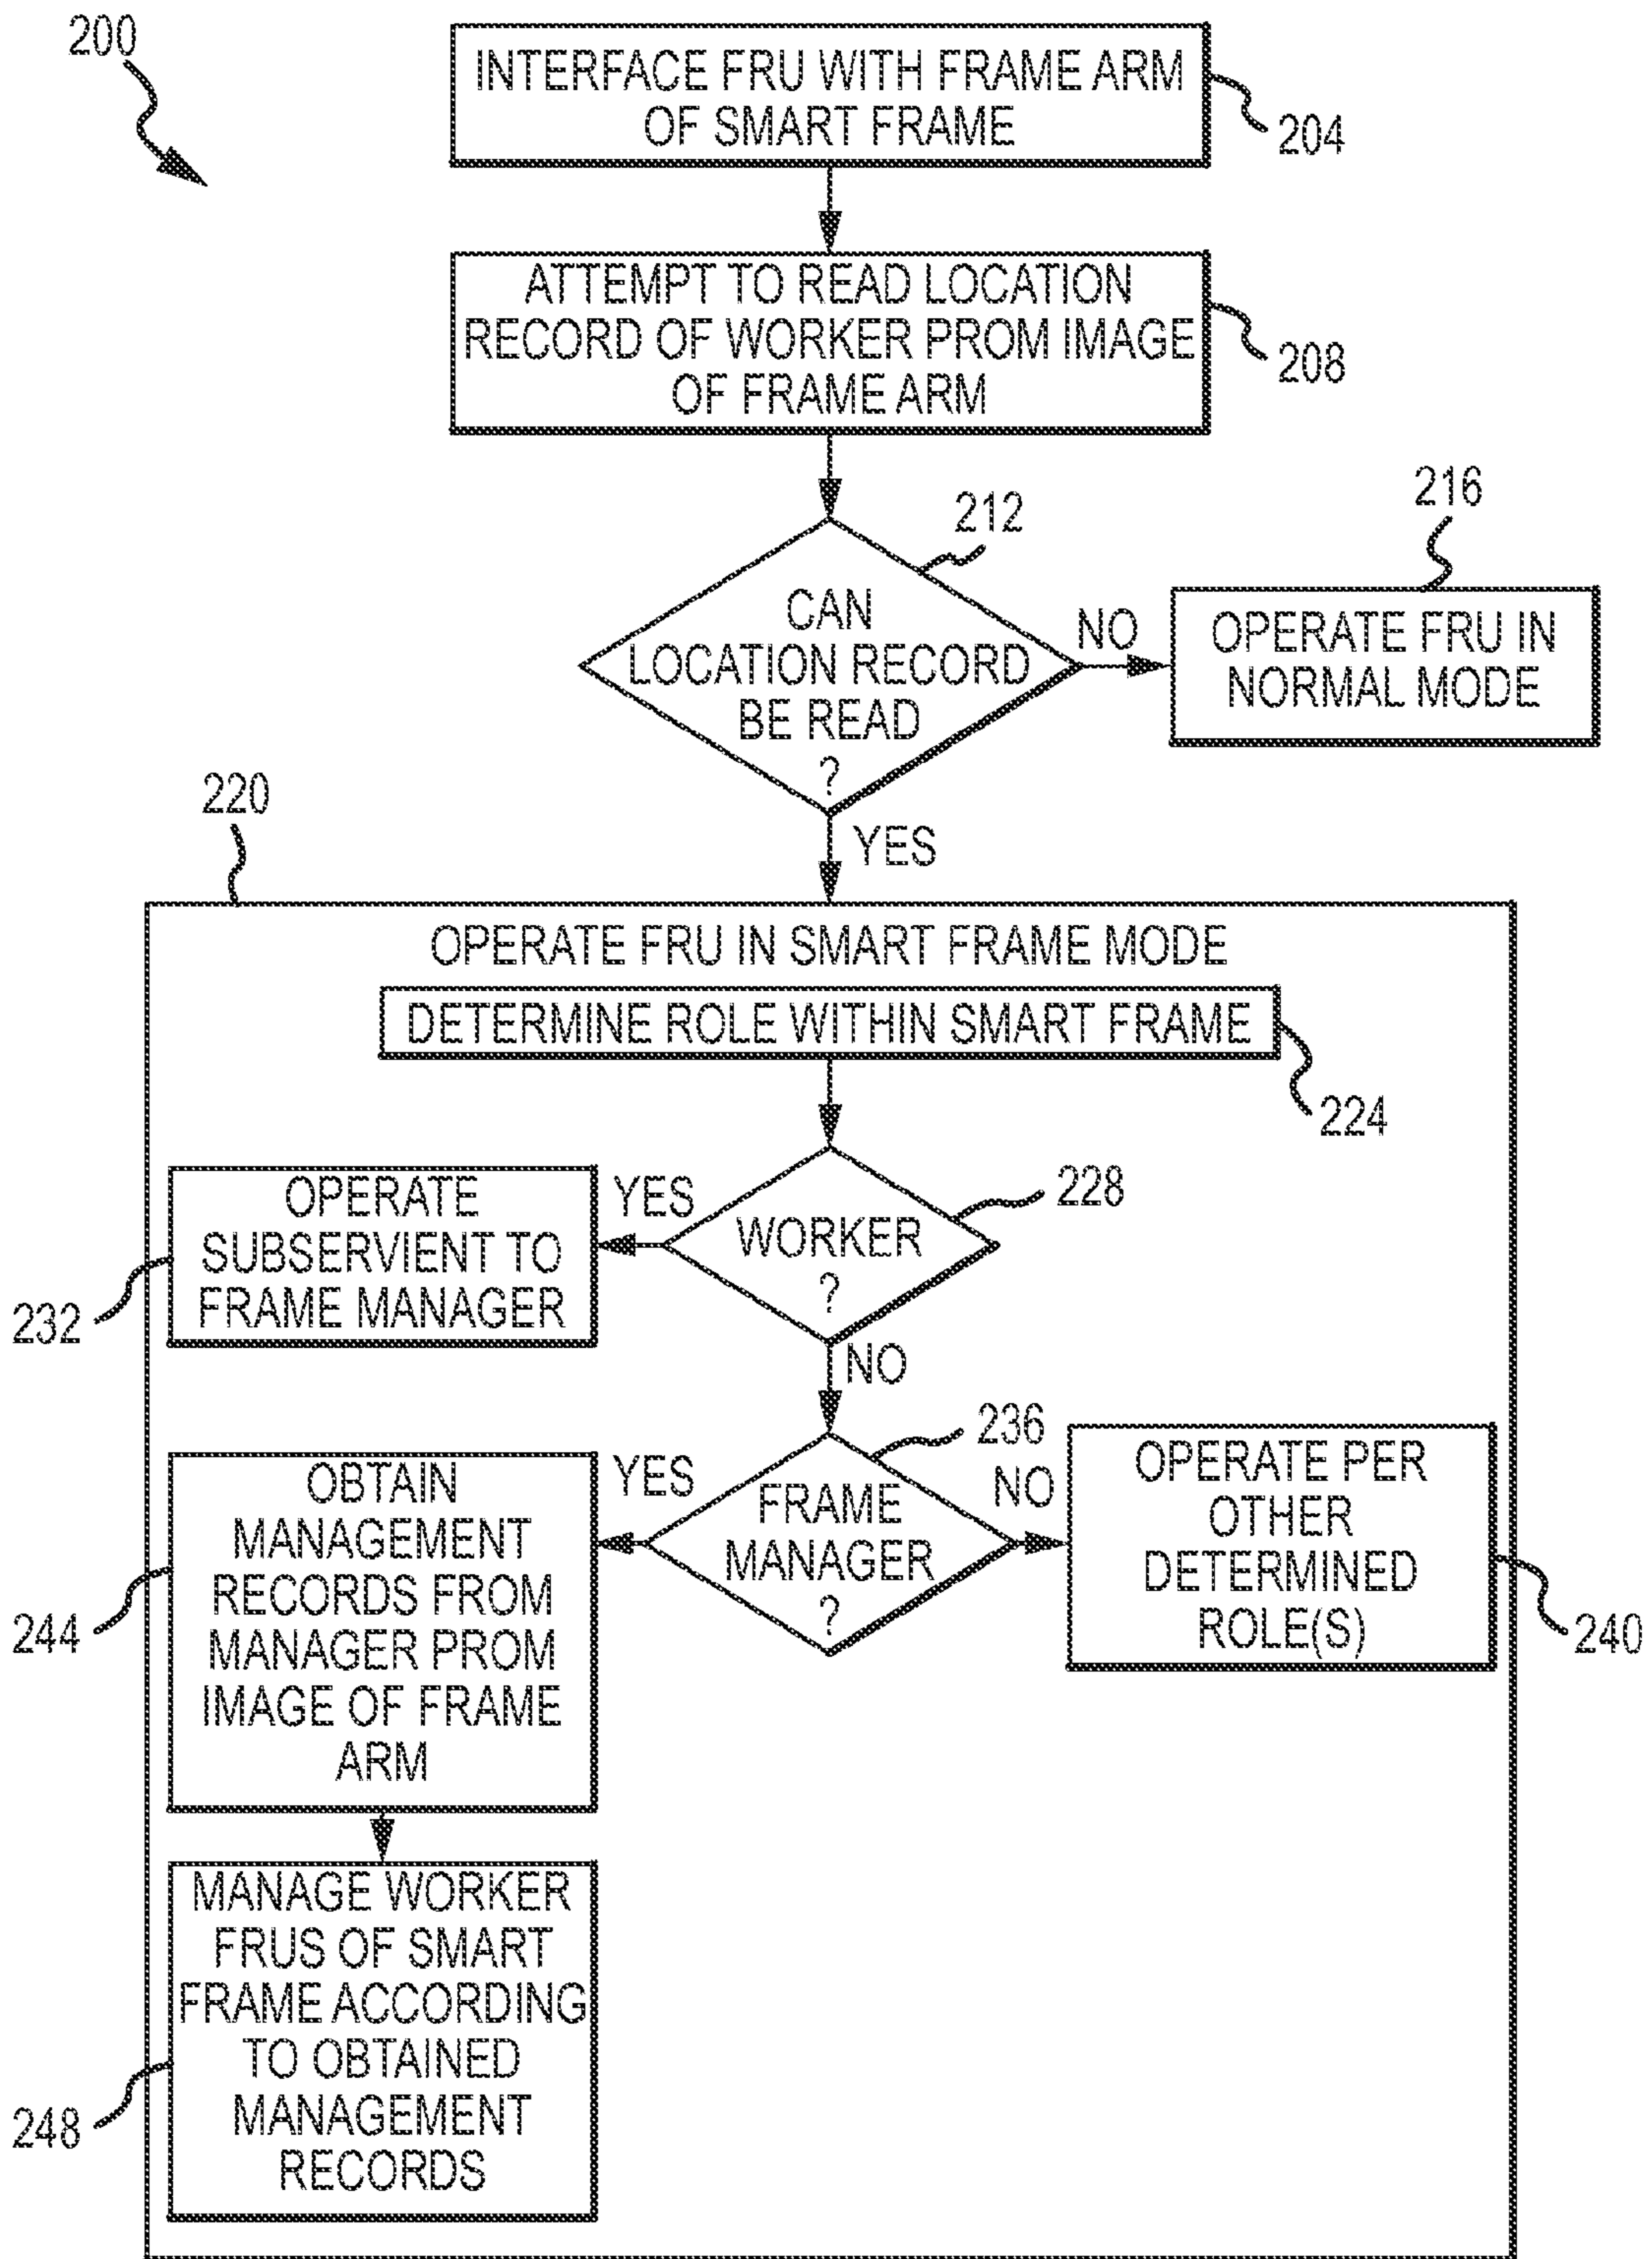 200
INTERFACE FRU WITH FRAME ARM
OF SMART FRAME
204
ATTEMPT TO READ LOCATION
RECORD OF WORKER PROM IMAGE
OF FRAME ARM
208
212
CAN
LOCATION RECORD
BE READ
?
NO
216
OPERATE FRU IN
NORMAL MODE
YES
220
OPERATE FRU IN SMART FRAME MODE
DETERMINE ROLE WITHIN SMART FRAME
224
WORKER
?
228
YES
OPERATE
SUBSERVIENT TO
FRAME MANAGER
232
NO
236
FRAME
MANAGER
?
NO
OPERATE PER
OTHER
DETERMINED
ROLE(S)
240
YES
OBTAIN
MANAGEMENT
RECORDS FROM
MANAGER PROM
IMAGE OF FRAME
ARM
244
MANAGE WORKER
FRUS OF SMART
FRAME ACCORDING
TO OBTAINED
MANAGEMENT
RECORDS
248